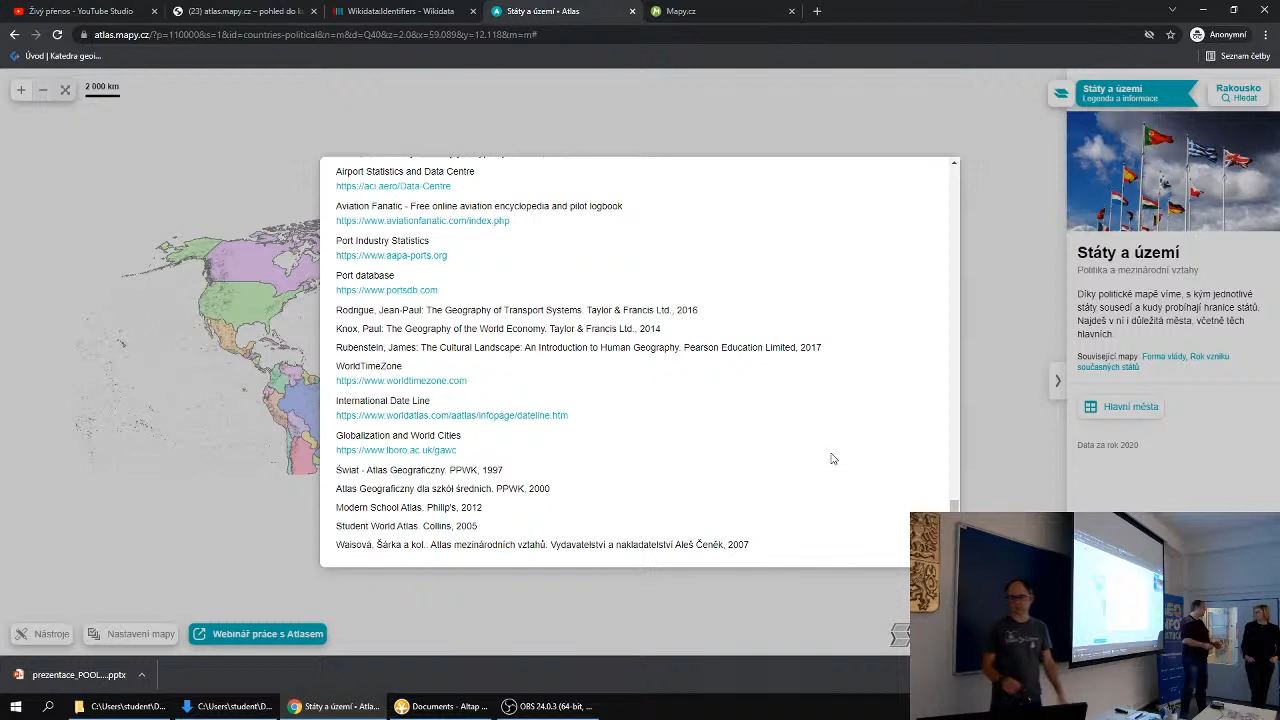 Živý přenos - YouTube Studio
(23) atlas.mapy.cz – pohled do k
Wikidata:Identifiers - Wikidata
Státy a území • Atlas
Mapy.cz
atlas.mapy.cz/?p=110000&s=1&id=countries-political&n=m&d=Q40&z=2.0&x=59.089&y=12.118&m=m#
Anonymní
Úvod | Katedra geoi...
Seznam četby
2 000 km
Státy a území
Legenda a informace
Rakousko
Hledat
Airport Statistics and Data Centre
https://aci.aero/Data-Centre
Aviation Fanatic - Free online aviation encyclopedia and pilot logbook
https://www.aviationfanatic.com/index.php
Port Industry Statistics
https://www.aapa-ports.org
Port database
https://www.portsdb.com
Rodrigue, Jean-Paul: The Geography of Transport Systems. Taylor & Francis Ltd., 2016
Knox, Paul: The Geography of the World Economy. Taylor & Francis Ltd., 2014
Rubenstein, James: The Cultural Landscape: An Introduction to Human Geography. Pearson Education Limited, 2017
WorldTimeZone
https://www.worldtimezone.com
International Date Line
https://www.worldatlas.com/aatlas/infopage/dateline.htm
Globalization and World Cities
https://www.lboro.ac.uk/gawc
Świat - Atlas Geograficzny. PPWK, 1997
Atlas Geograficzny dla szkół średnich. PPWK, 2000
Modern School Atlas. Philip's, 2012
Student World Atlas. Collins, 2005
Waisová, Šárka a kol.. Atlas mezinárodních vztahů. Vydavatelství a nakladatelství Aleš Čeněk, 2007
Státy a území
Politika a mezinárodní vztahy
Díky politické mapě víme, s kým jednotlivé
státy sousedí a kudy probíhají hranice států.
Najdeš v ní i důležitá města, včetně těch
hlavních.
Související mapy Forma vlády, Rok vzniku
současných států
Hlavní města
Data za rok 2020
Nástroje
Nastavení mapy
Webinář práce s Atlasem
prezentace_POOL....pptx
C:\Users\student\D...
C:\Users\student\D...
Státy a území • Atla...
Documents - Altap ...
OBS 24.0.3 (64-bit, ...